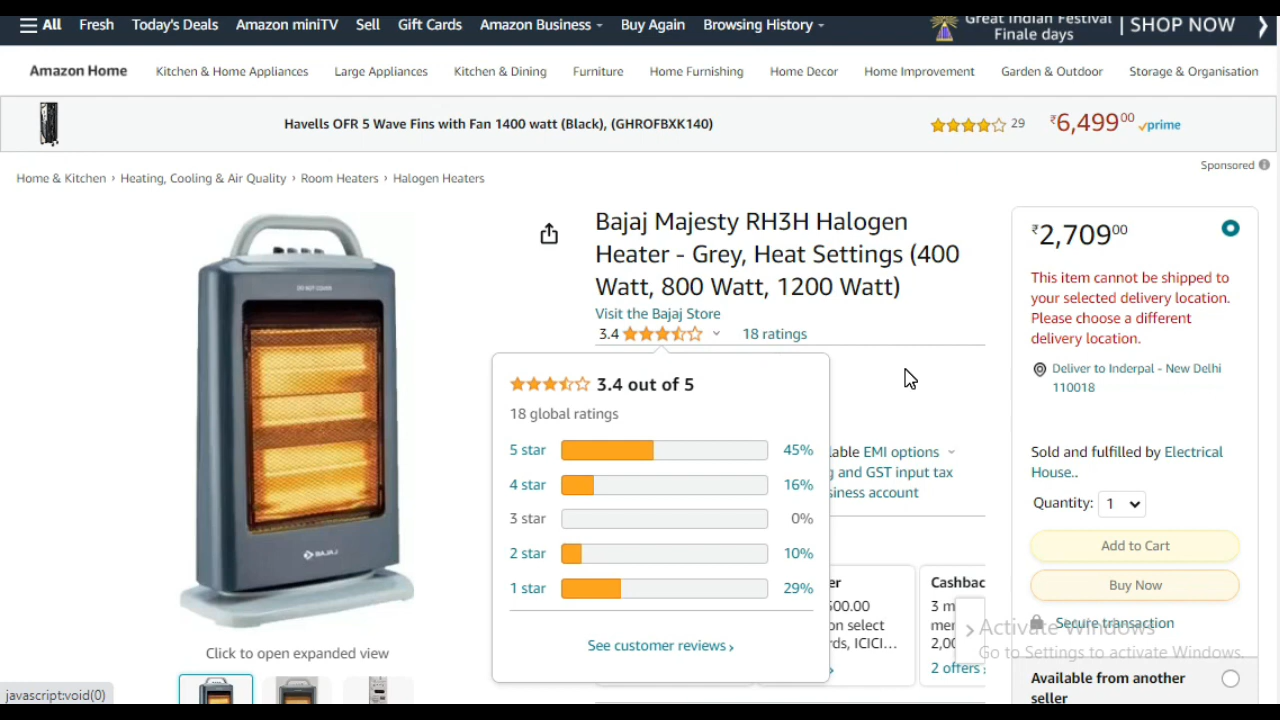 All Fresh Today's Deals Amazon miniTV Sell Gift Cards Amazon Business Buy Again Browsing History
Great Indian Festival
Finale days
SHOP NOW
Amazon Home Kitchen & Home Appliances Large Appliances Kitchen & Dining Furniture Home Furnishing Home Decor Home Improvement Garden & Outdoor Storage & Organisation
Havells OFR 5 Wave Fins with Fan 1400 watt (Black), (GHROFBXK140)
29 ₹6,49900 prime
Sponsored
Home & Kitchen › Heating, Cooling & Air Quality › Room Heaters › Halogen Heaters
DO NOT COVER
BAJAJ
Click to open expanded view
Bajaj Majesty RH3H Halogen
Heater - Grey, Heat Settings (400
Watt, 800 Watt, 1200 Watt)
Visit the Bajaj Store
3.4 18 ratings
3.4 out of 5
18 global ratings
5 star 45%
4 star 16%
3 star 0%
2 star 10%
1 star 29%
See customer reviews ›
EMI options
and GST input tax
account
Cashbac
3 m
500.00
on select
ICICI...
2,00
2 offers
₹2,70900
This item cannot be shipped to
your selected delivery location.
Please choose a different
delivery location.
Deliver to Inderpal - New Delhi
110018
Sold and fulfilled by Electrical
House..
Quantity: 1
Add to Cart
Buy Now
Secure transaction
Activate Windows
Go to Settings to activate Windows.
Available from another
seller
javascript:void(0)